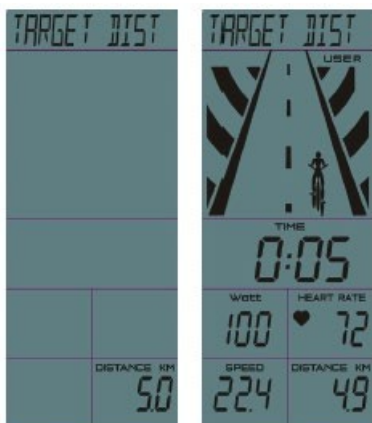 TARGET DIST
DISTANCE KM
5.0
TARGET DIST
USER
TIME
0:05
Watt
100
HEART RATE
72
SPEED
22.4
DISTANCE KM
4.9